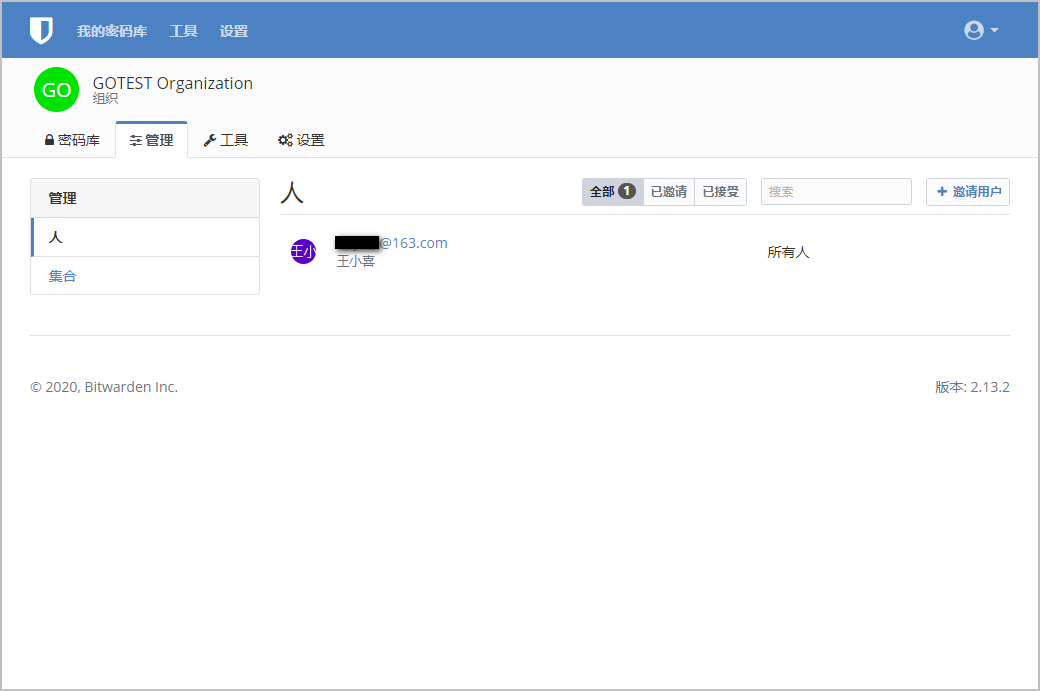 我的密码库 工具 设置
GO GOTEST Organization
组织
密码库 管理 工具 设置
管理
人
集合
人 全部 1 已邀请 已接受 搜索 + 邀请用户
王小 @163.com
王小喜
所有人
© 2020, Bitwarden Inc. 版本: 2.13.2